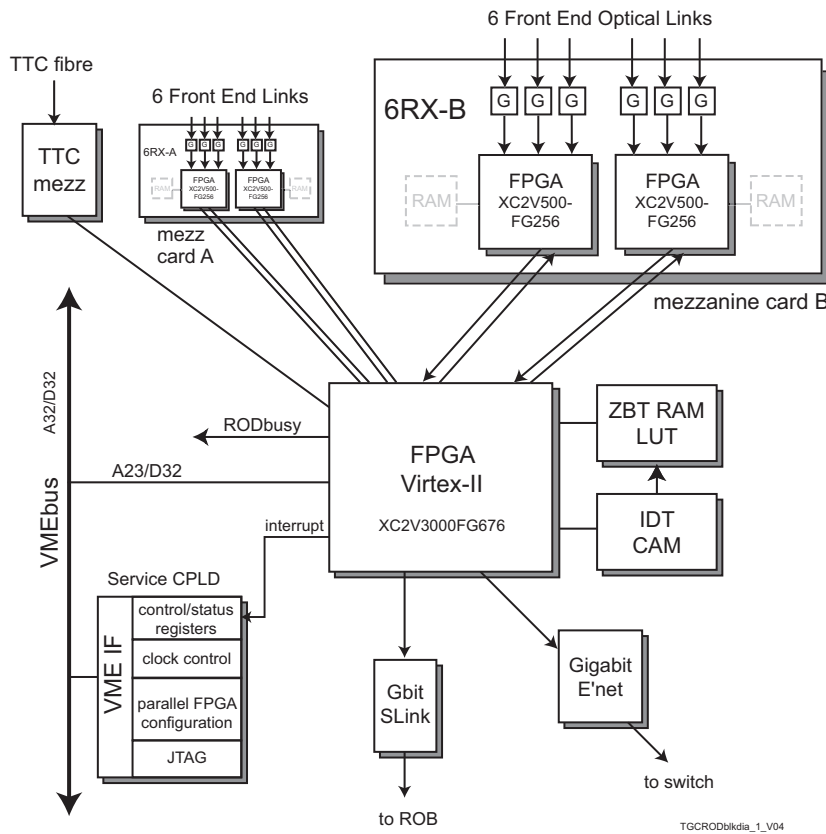 6 Front End Optical Links
TTC fibre
6 Front End Links
TTC
mezz
6RX-A
G G G G G G
RAM
FPGA
XC2V500-
FG256
FPGA
XC2V500-
FG256
RAM
mezz
card A
6RX-B
G G G G G G
RAM
FPGA
XC2V500-
FG256
FPGA
XC2V500-
FG256
RAM
mezzanine card B
VMEbus
A32/D32
RODbusy
A23/D32
interrupt
FPGA
Virtex-II
XC2V3000FG676
ZBT RAM
LUT
IDT
CAM
Service CPLD
VME IF
control/status
registers
clock control
parallel FPGA
configuration
JTAG
Gbit
SLink
to ROB
Gigabit
E'net
to switch
TGCRODblkdia_1_V04